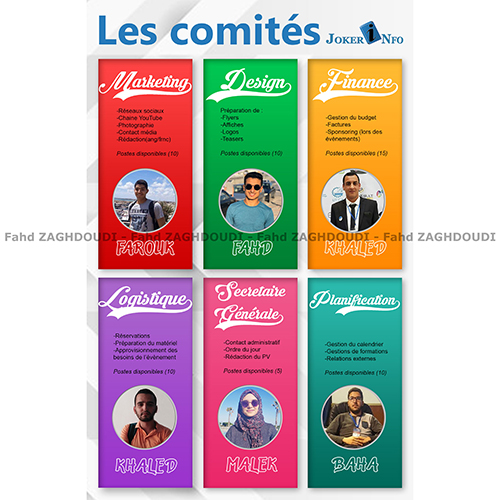 Les comités JOKER iNFO
Marketing
-Réseaux sociaux
-Chaine YouTube
-Photographie
-Contact média
-Rédaction(ang/frnc)
Postes disponibles (10)
FAROUK
Design
Préparation de :
-Flyers
-Affiches
-Logos
-Teasers
Postes disponibles (10)
FAHD
Finance
-Gestion du budget
-Factures
-Sponsoring (lors des
événements)
Postes disponibles (15)
KHALED
Fahd ZAGHDOUDI - Fahd ZAGHDOUDI - Fahd ZAGHDOUDI - Fahd ZAGHDOUDI
Logistique
-Réservations
-Préparation du matériel
-Approvisionnement des
besoins de l'événement
Postes disponibles (10)
KHALED
Secretaire
Générale
-Contact administratif
-Ordre du jour
-Rédaction du PV
Postes disponibles (5)
MALEK
Planification
-Gestion du calendrier
-Gestions de formations
-Relations externes
Postes disponibles (10)
BAHA